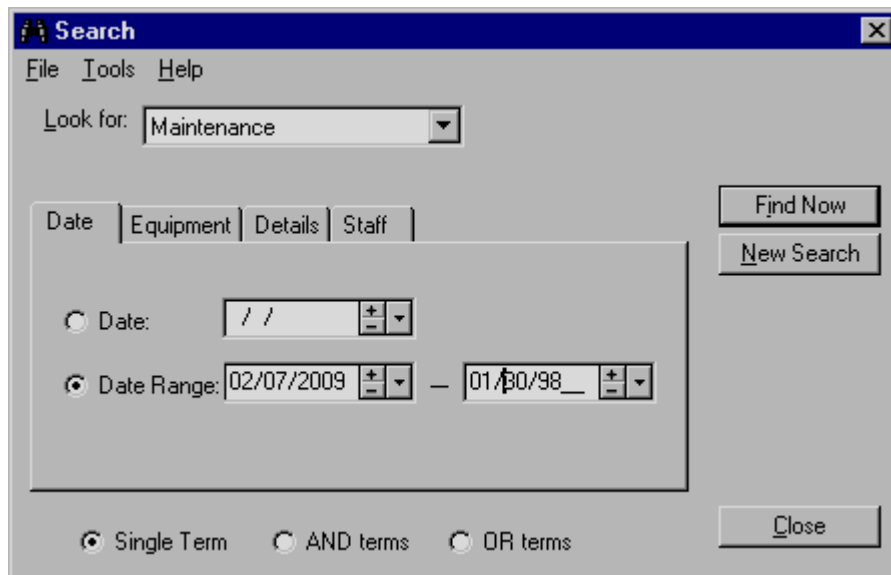 Search
File Tools Help
Look for: Maintenance
Find Now
New Search
Date Equipment Details Staff
Date: / /
Date Range: 02/07/2009 — 01/30/98__
Close
Single Term AND terms OR terms